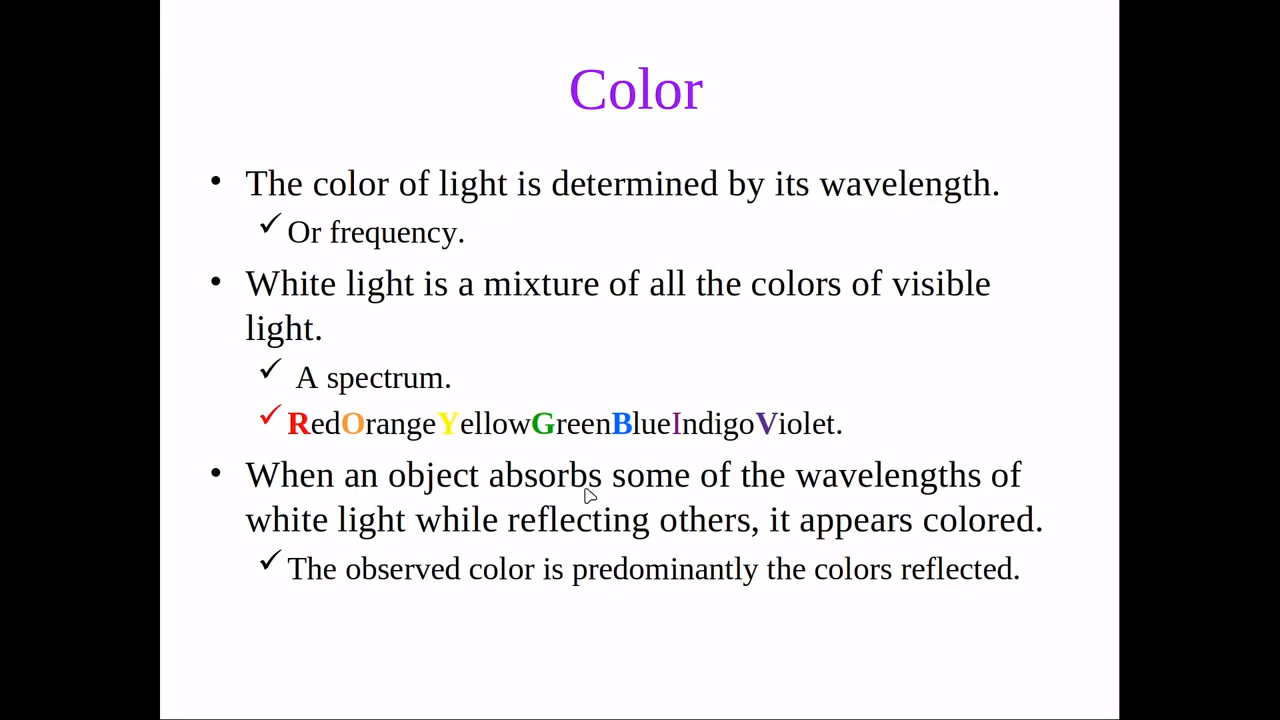 Color
• The color of light is determined by its wavelength.
✓ Or frequency.
• White light is a mixture of all the colors of visible
light.
✓ A spectrum.
✓ RedOrangeYellowGreenBlueIndigoViolet.
• When an object absorbs some of the wavelengths of
white light while reflecting others, it appears colored.
✓ The observed color is predominantly the colors reflected.